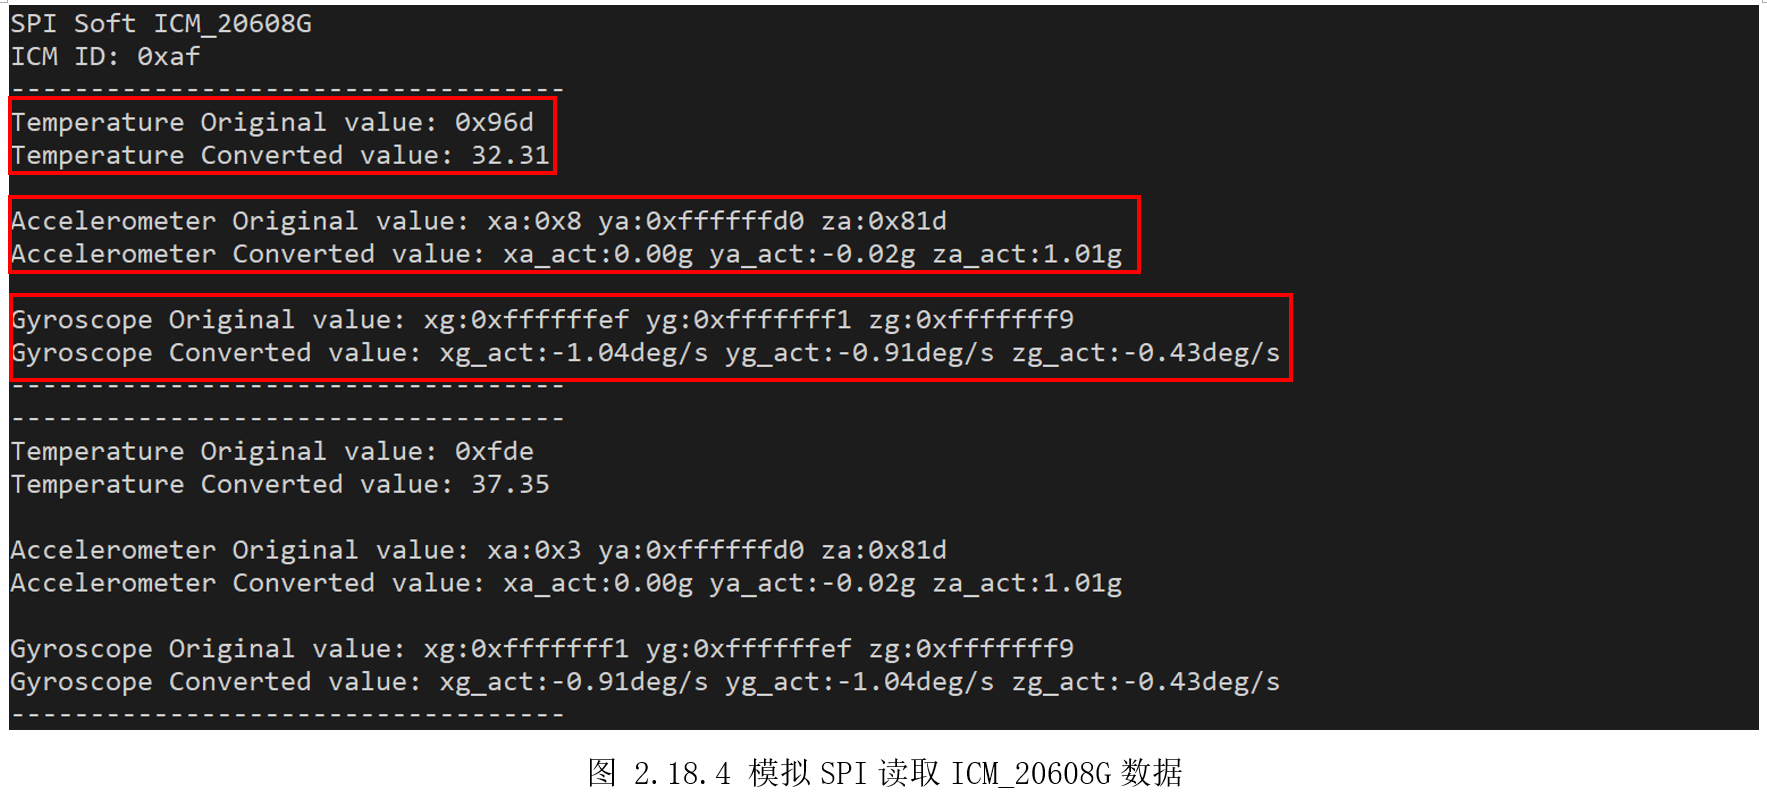 SPI Soft ICM_20608G
ICM ID: 0xaf
-----------------------------------
Temperature Original value: 0x96d
Temperature Converted value: 32.31
Accelerometer Original value: xa:0x8 ya:0xffffffd0 za:0x81d
Accelerometer Converted value: xa_act:0.00g ya_act:-0.02g za_act:1.01g
Gyroscope Original value: xg:0xffffffef yg:0xfffffff1 zg:0xfffffff9
Gyroscope Converted value: xg_act:-1.04deg/s yg_act:-0.91deg/s zg_act:-0.43deg/s
-----------------------------------
-----------------------------------
Temperature Original value: 0xfde
Temperature Converted value: 37.35
Accelerometer Original value: xa:0x3 ya:0xffffffd0 za:0x81d
Accelerometer Converted value: xa_act:0.00g ya_act:-0.02g za_act:1.01g
Gyroscope Original value: xg:0xfffffff1 yg:0xffffffef zg:0xfffffff9
Gyroscope Converted value: xg_act:-0.91deg/s yg_act:-1.04deg/s zg_act:-0.43deg/s
-----------------------------------
图 2.18.4 模拟 SPI 读取 ICM_20608G 数据